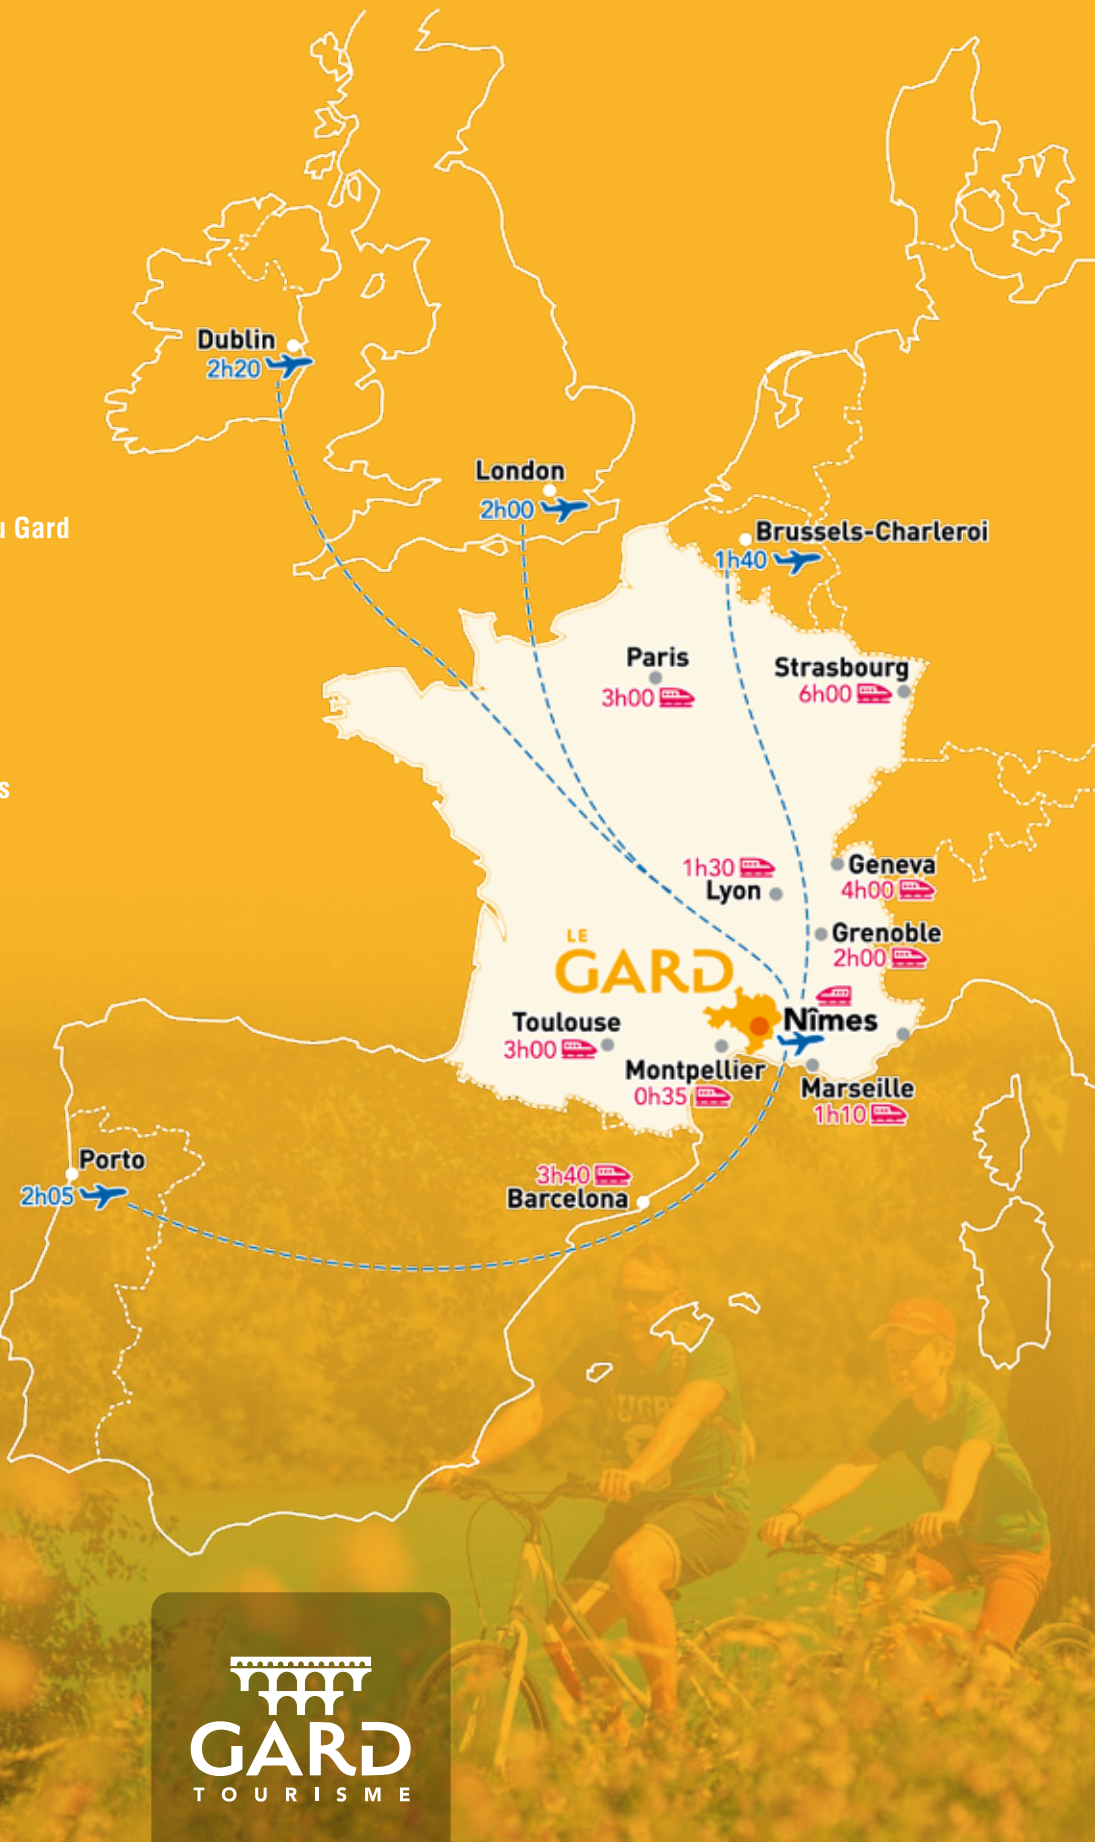 Dublin
2h20
London
2h00
u Gard
Brussels-Charleroi
1h40
Paris
3h00
Strasbourg
6h00
s
1h30
Lyon
Geneva
4h00
Grenoble
2h00
LE
GARD
Nîmes
Toulouse
3h00
Montpellier
0h35
Marseille
1h10
Porto
2h05
3h40
Barcelona
GARD
TOURISME